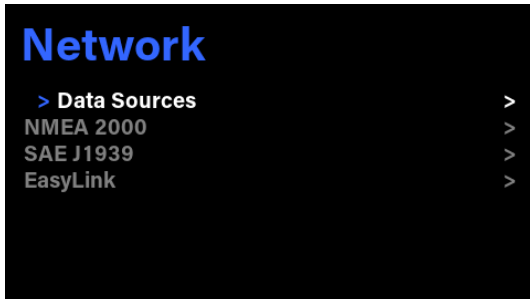 Network
> Data Sources >
NMEA 2000 >
SAE J1939 >
EasyLink >